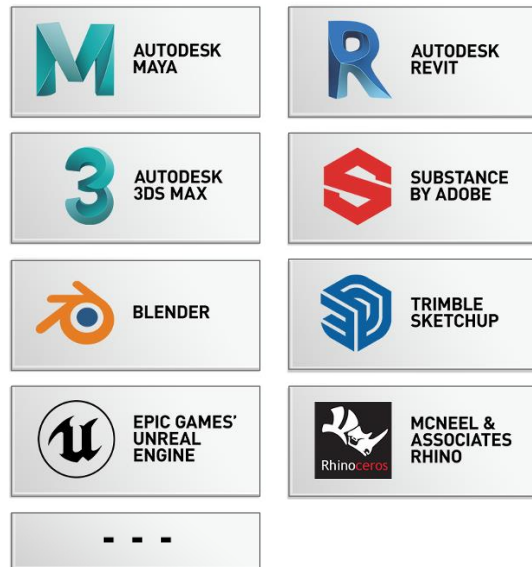 AUTODESK
MAYA
AUTODESK
REVIT
AUTODESK
3DS MAX
SUBSTANCE
BY ADOBE
BLENDER
TRIMBLE
SKETCHUP
EPIC GAMES'
UNREAL
ENGINE
Rhinoceros
MCNEEL &
ASSOCIATES
RHINO
- - -